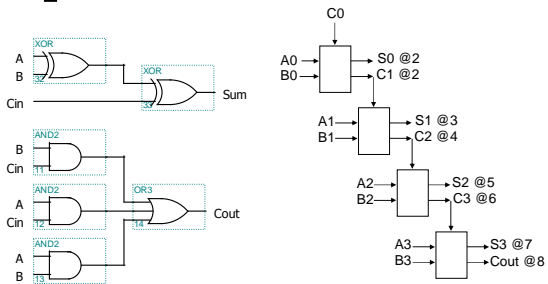 XOR
A
B
32
XOR
Cin
33
Sum
AND2
B
Cin
11
AND2
A
Cin
12
OR3
14
Cout
AND2
A
B
13
C0
A0
B0
S0 @2
C1 @2
A1
B1
S1 @3
C2 @4
A2
B2
S2 @5
C3 @6
A3
B3
S3 @7
Cout @8